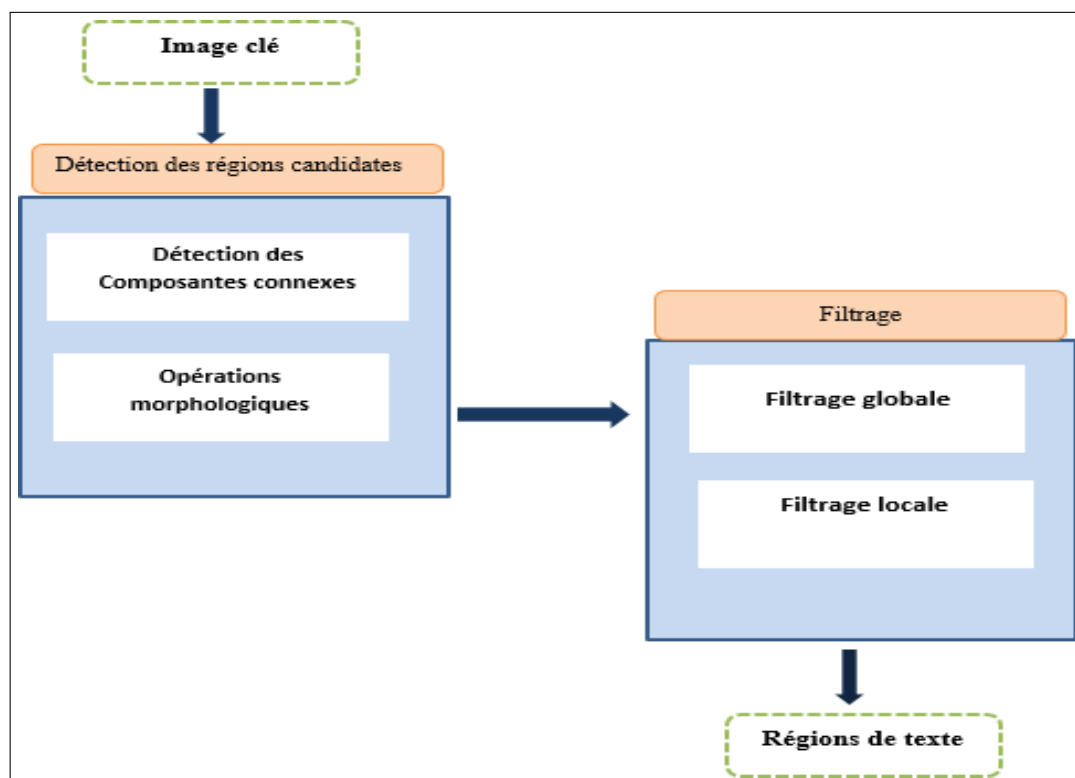 Image clé
Détection des régions candidates
Détection des
Composantes connexes
Opérations
morphologiques
Filtrage
Filtrage globale
Filtrage locale
Régions de texte